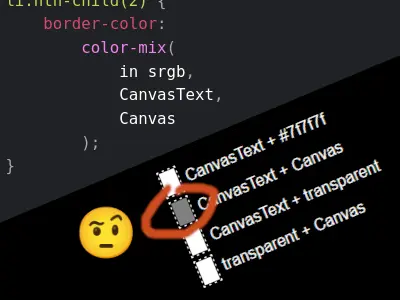 li:nth-child(2) {
border-color:
color-mix(
in srgb,
CanvasText,
Canvas
);
}
CanvasText + #7f7f7f
CanvasText + Canvas
CanvasText + transparent
transparent + Canvas